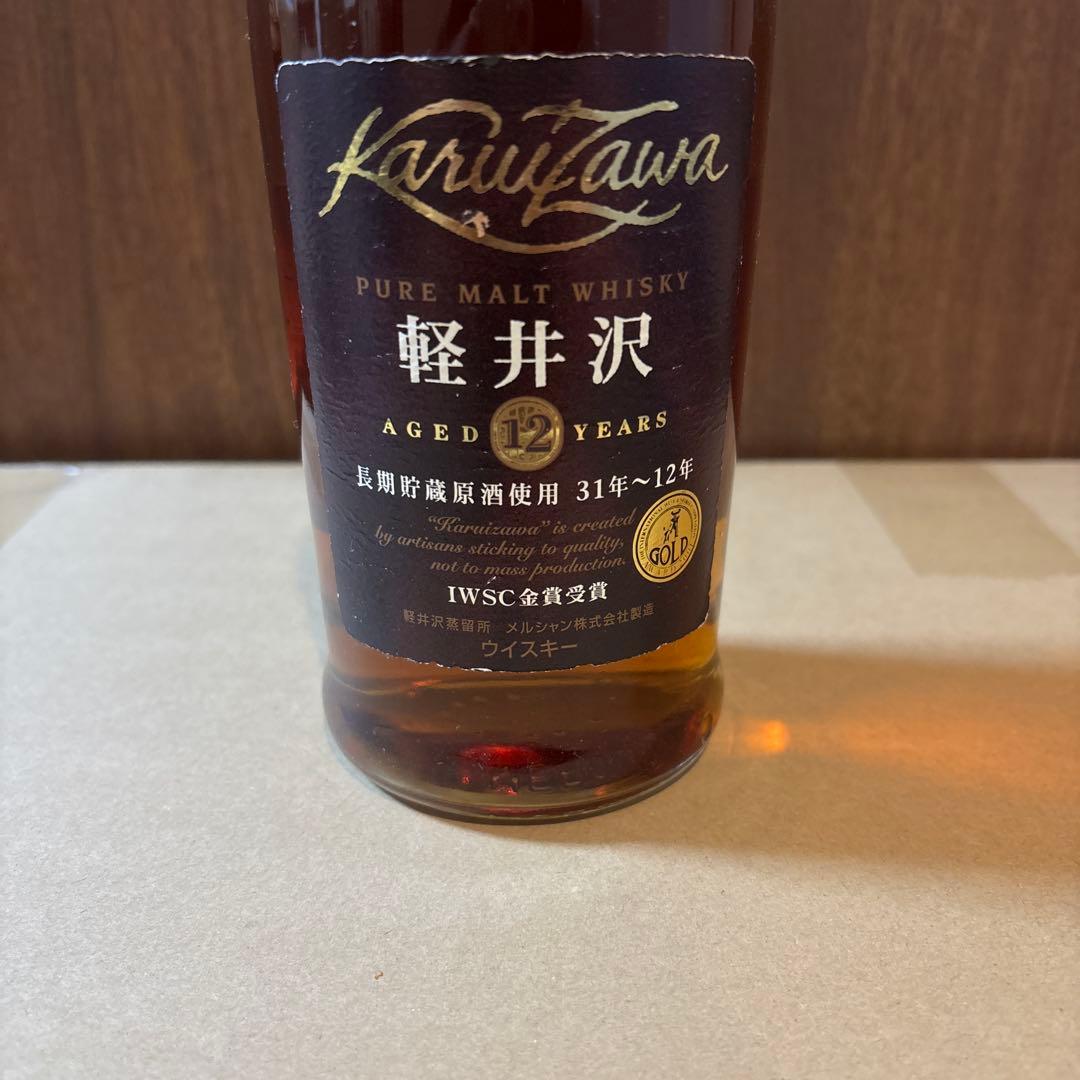 Karuizawa
PURE MALT WHISKY
軽井沢
AGED 12 YEARS
長期貯蔵原酒使用 31年～12年
"Karuizawa" is created
by artisans sticking to quality,
not to mass production.
GOLD
IWSC金賞受賞
軽井沢蒸留所 メルシャン株式会社製造
ウイスキー